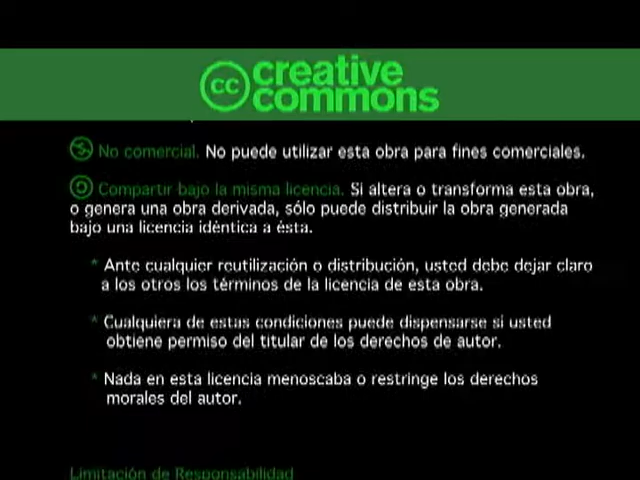 cc creative
commons
No comercial. No puede utilizar esta obra para fines comerciales.
Compartir bajo la misma licencia. Si altera o transforma esta obra,
o genera una obra derivada, sólo puede distribuir la obra generada
bajo una licencia idéntica a ésta.
* Ante cualquier reutilización o distribución, usted debe dejar claro
a los otros los términos de la licencia de esta obra.
* Cualquiera de estas condiciones puede dispensarse si usted
obtiene permiso del titular de los derechos de autor.
* Nada en esta licencia menoscaba o restringe los derechos
morales del autor.
Limitación de Responsabilidad